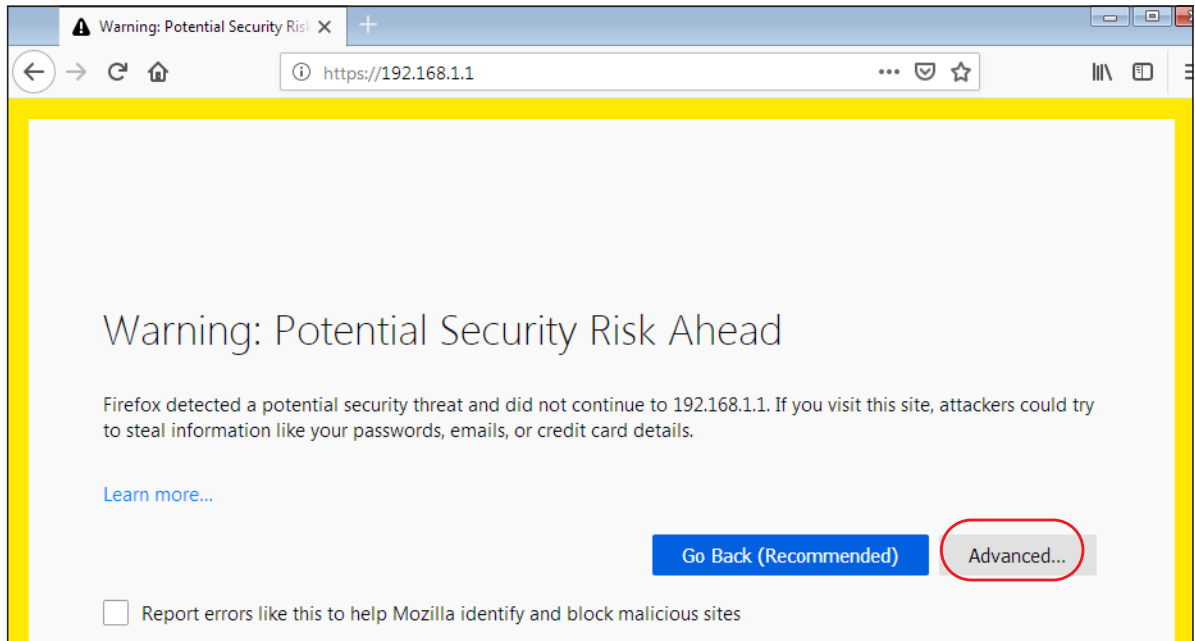 Warning: Potential Security Ris
https://192.168.1.1
Warning: Potential Security Risk Ahead
Firefox detected a potential security threat and did not continue to 192.168.1.1. If you visit this site, attackers could try
to steal information like your passwords, emails, or credit card details.
Learn more...
Go Back (Recommended)
Advanced...
Report errors like this to help Mozilla identify and block malicious sites